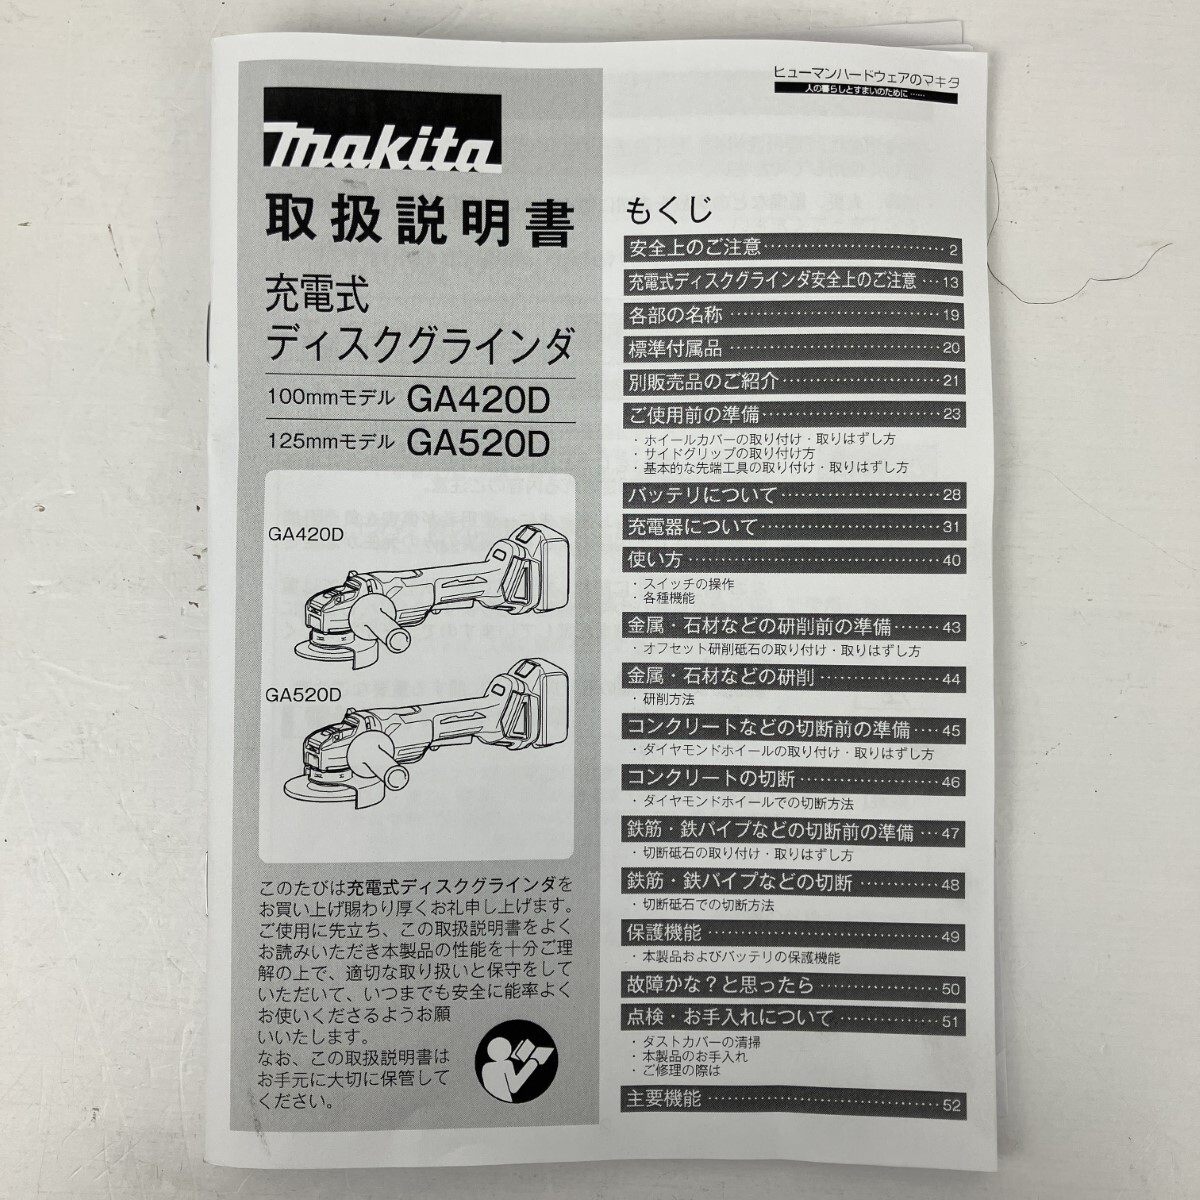 makita
取扱説明書
充電式
ディスクグラインダ
100mmモデル GA420D
125mmモデル GA520D
GA420D
GA520D
このたびは充電式ディスクグラインダを
お買い上げ賜わり厚くお礼申し上げます。
ご使用に先立ち、この取扱説明書をよく
お読みいただき本製品の性能を十分ご理
解の上で、適切な取り扱いと保守をして
いただいて、いつまでも安全に能率よく
お使いくださるようお願
いいたします。
なお、この取扱説明書は
お手元に大切に保管して
ください。
ヒューマンハードウェアのマキタ
人の暮らしとすまいのために……
もくじ
安全上のご注意 2
充電式ディスクグラインダ安全上のご注意 13
各部の名称 19
標準付属品 20
別販売品のご紹介 21
ご使用前の準備 23
・ホイールカバーの取り付け・取りはずし方
・サイドグリップの取り付け方
・基本的な先端工具の取り付け・取りはずし方
バッテリについて 28
充電器について 31
使い方 40
・スイッチの操作
・各種機能
金属・石材などの研削前の準備 43
・オフセット研削砥石の取り付け・取りはずし方
金属・石材などの研削 44
・研削方法
コンクリートなどの切断前の準備 45
・ダイヤモンドホイールの取り付け・取りはずし方
コンクリートの切断 46
・ダイヤモンドホイールでの切断方法
鉄筋・鉄パイプなどの切断前の準備 47
・切断砥石の取り付け・取りはずし方
鉄筋・鉄パイプなどの切断 48
・切断砥石での切断方法
保護機能 49
・本製品およびバッテリの保護機能
故障かな？と思ったら 50
点検・お手入れについて 51
・ダストカバーの清掃
・本製品のお手入れ
・ご修理の際は
主要機能 52